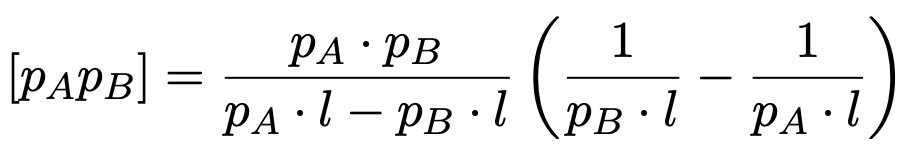 $[p_A p_B] = \frac{p_A \cdot p_B}{p_A \cdot l - p_B \cdot l} \left( \frac{1}{p_B \cdot l} - \frac{1}{p_A \cdot l} \right)$